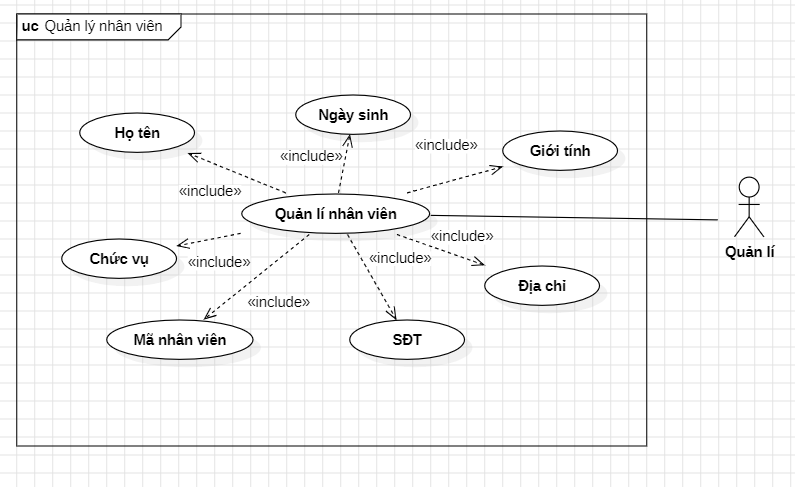 uc Quản lý nhân viên
Ngày sinh
Họ tên
«include»
«include»
Giới tính
«include»
Quản lí nhân viên
Quản lí
Chức vụ
«include»
«include»
«include»
Địa chỉ
«include»
Mã nhân viên
SĐT